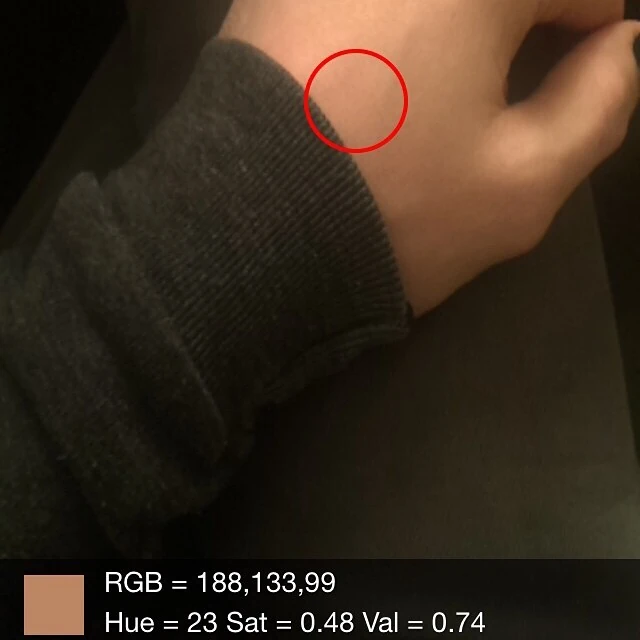 RGB = 188,133,99
Hue = 23 Sat = 0.48 Val = 0.74